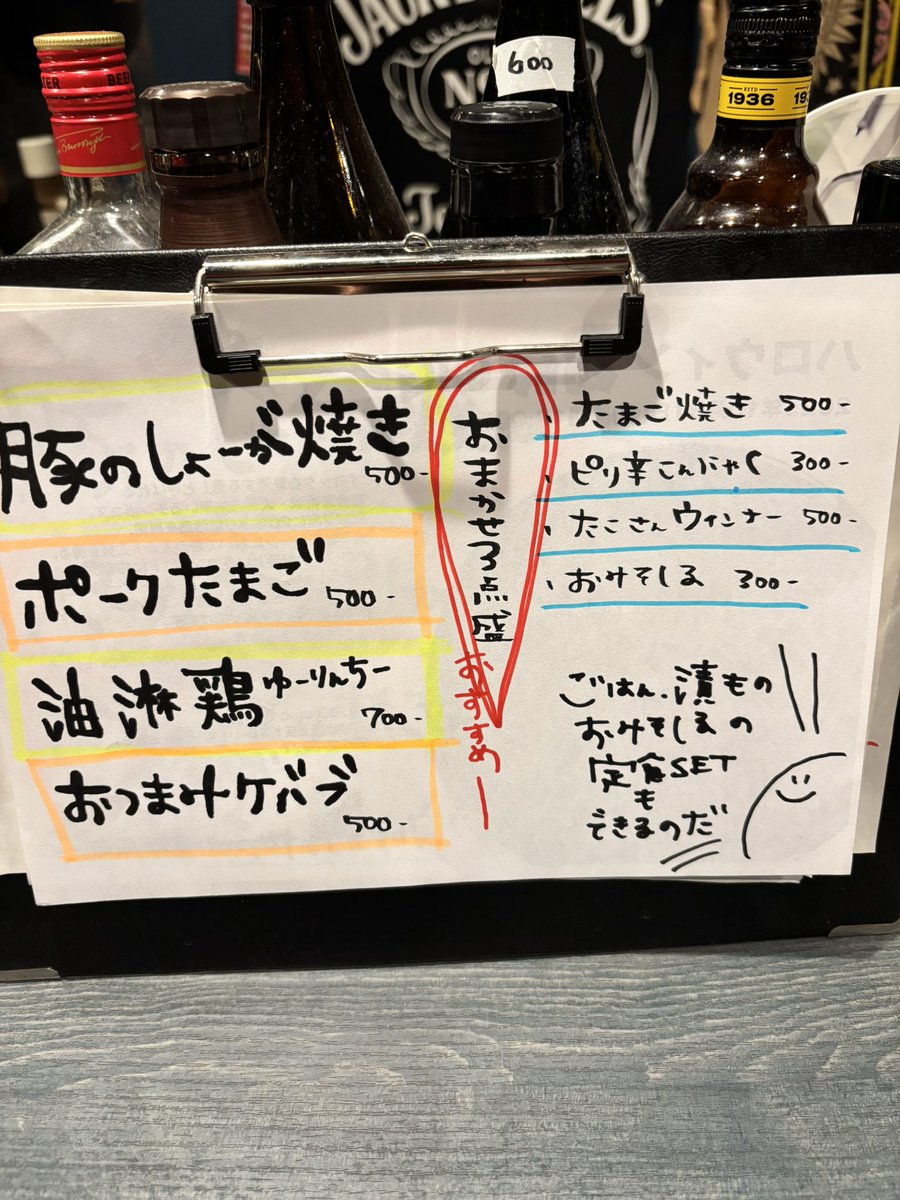 JACK DANIEL'S
600
ESTD
1936
BEEF
豚のしょーが焼き
500-
ポークたまご
500-
油淋鶏 ゆーりんちー
700-
おつまみケバブ
500-
おまかせ3点盛
おすすめー
、たまご焼き 500-
、ピリ辛こんにゃく 300-
、たこさんウィンナー 500-
、おみそしる 300-
ごはん、漬もの
おみそしるの
定食SET
も
できるのだ